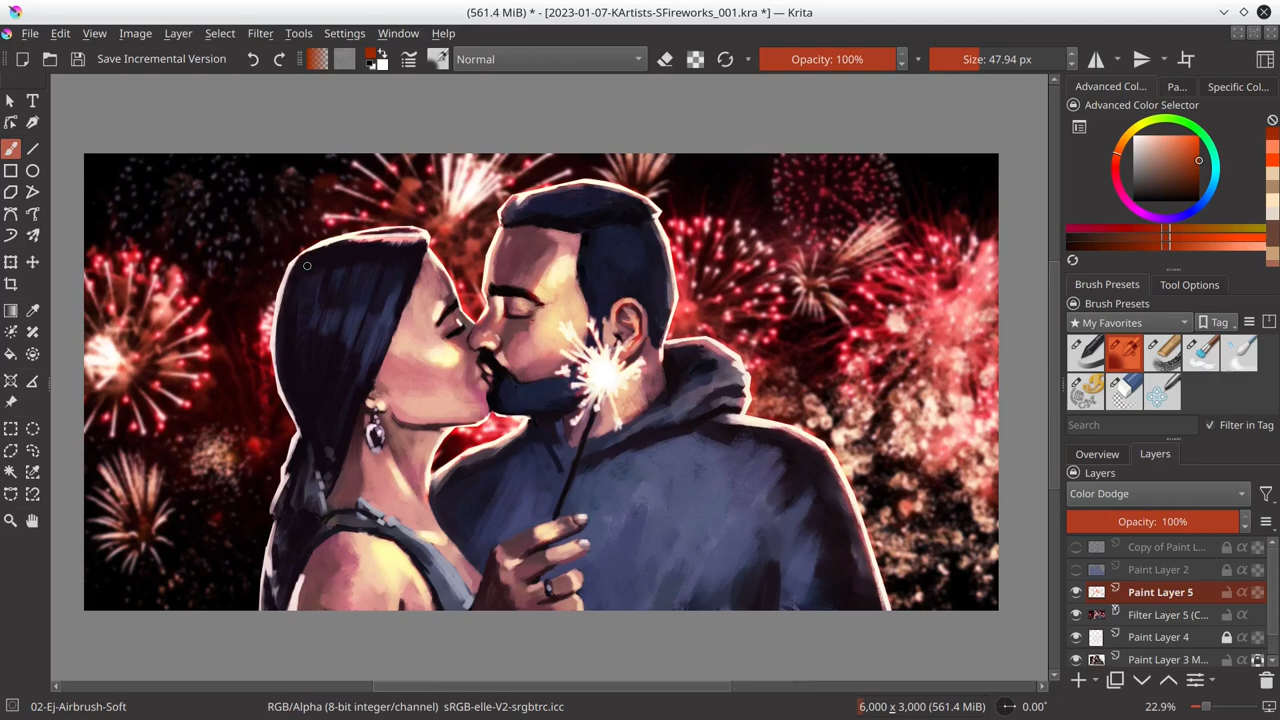 (561.4 MiB) * - [2023-01-07-KArtists-SFireworks_001.kra *] — Krita
File Edit View Image Layer Select Filter Tools Settings Window Help
Save Incremental Version Normal Opacity: 100% Size: 47.94 px
Advanced Col... Pa... Specific Col...
Advanced Color Selector
Brush Presets Tool Options
Brush Presets
★ My Favorites Tag
Search Filter in Tag
Overview Layers
Layers
Color Dodge
Opacity: 100%
Copy of Paint L...
Paint Layer 2
Paint Layer 5
Filter Layer 5 (C...
Paint Layer 4
Paint Layer 3 M...
02-Ej-Airbrush-Soft RGB/Alpha (8-bit integer/channel) sRGB-elle-V2-srgbtrc.icc 6,000 x 3,000 (561.4 MiB) 0.00° 22.9%